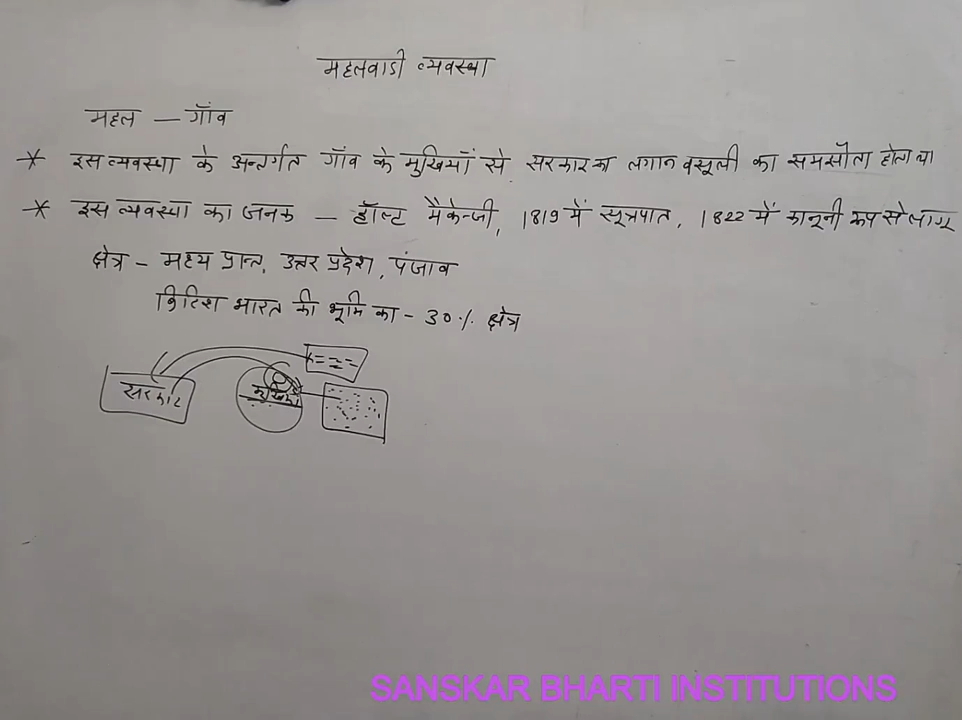 महलवाडी व्यवस्था
महल — गाँव
* इस व्यवस्था के अन्तर्गत गाँव के मुखियाँ से सरकार का लगान वसूली का समझौता होता था
* इस व्यवस्था का जनक - हॉल्ट मैकेन्जी, 1819 में सूत्रपात, 1822 में कानूनी रूप से लागू
क्षेत्र - मध्य प्रान्त, उत्तर प्रदेश, पंजाब
ब्रिटिश भारत की भूमि का - 30% क्षेत्र
सरकार
SANSKAR BHARTI INSTITUTIONS